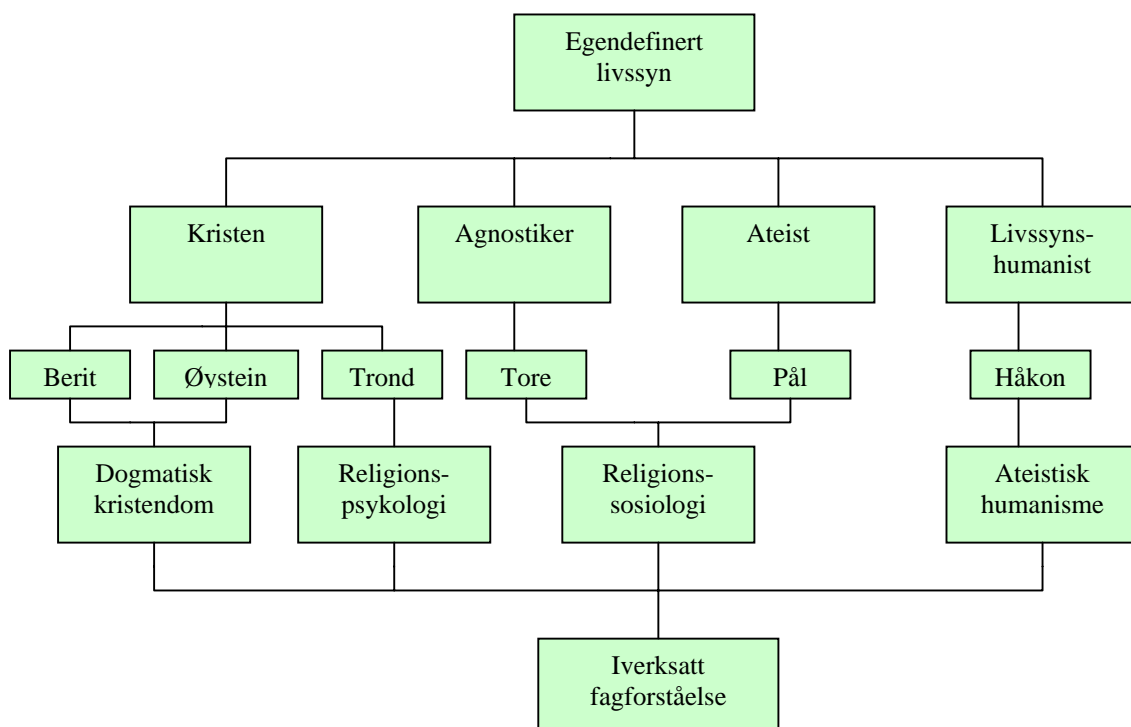 Egendefinert
livssyn
Kristen
Agnostiker
Ateist
Livssyns-
humanist
Berit
Øystein
Trond
Tore
Pål
Håkon
Dogmatisk
kristendom
Religions-
psykologi
Religions-
sosiologi
Ateistisk
humanisme
Iverksatt
fagforståelse